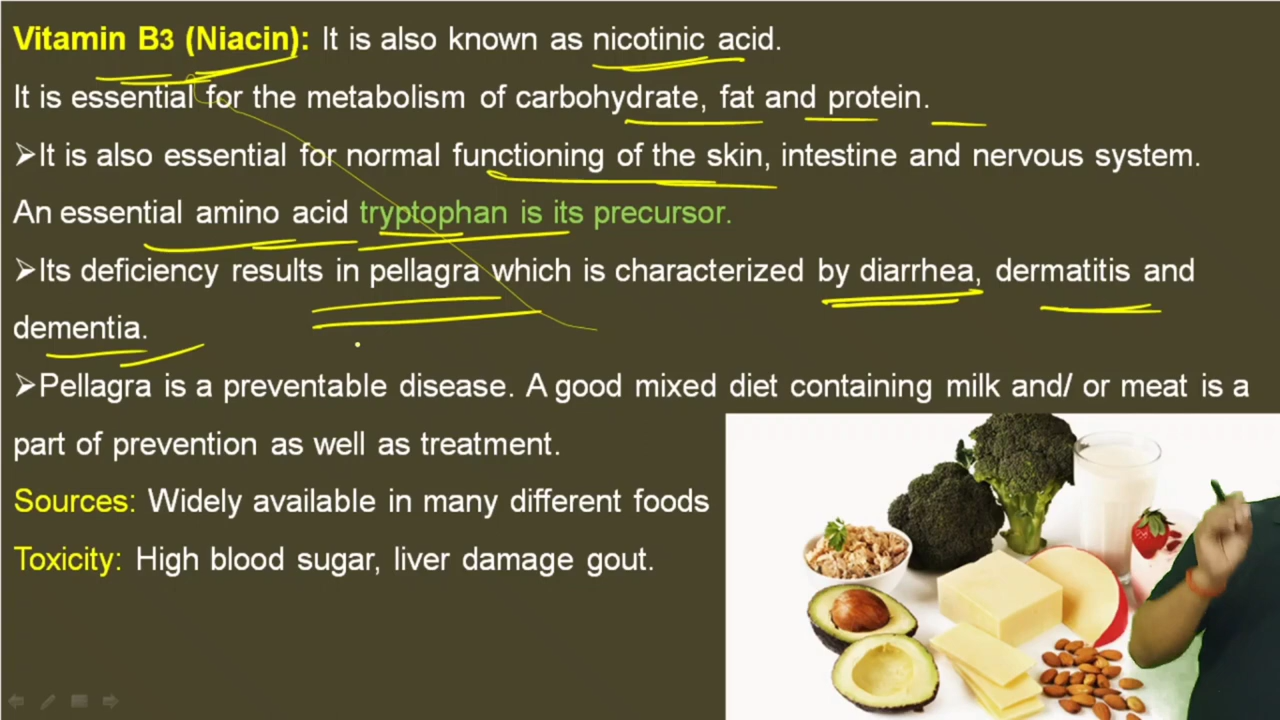 Vitamin B3 (Niacin): It is also known as nicotinic acid.
It is essential for the metabolism of carbohydrate, fat and protein.
➢It is also essential for normal functioning of the skin, intestine and nervous system.
An essential amino acid tryptophan is its precursor.
➢Its deficiency results in pellagra which is characterized by diarrhea, dermatitis and
dementia.
➢Pellagra is a preventable disease. A good mixed diet containing milk and/ or meat is a
part of prevention as well as treatment.
Sources: Widely available in many different foods
Toxicity: High blood sugar, liver damage gout.